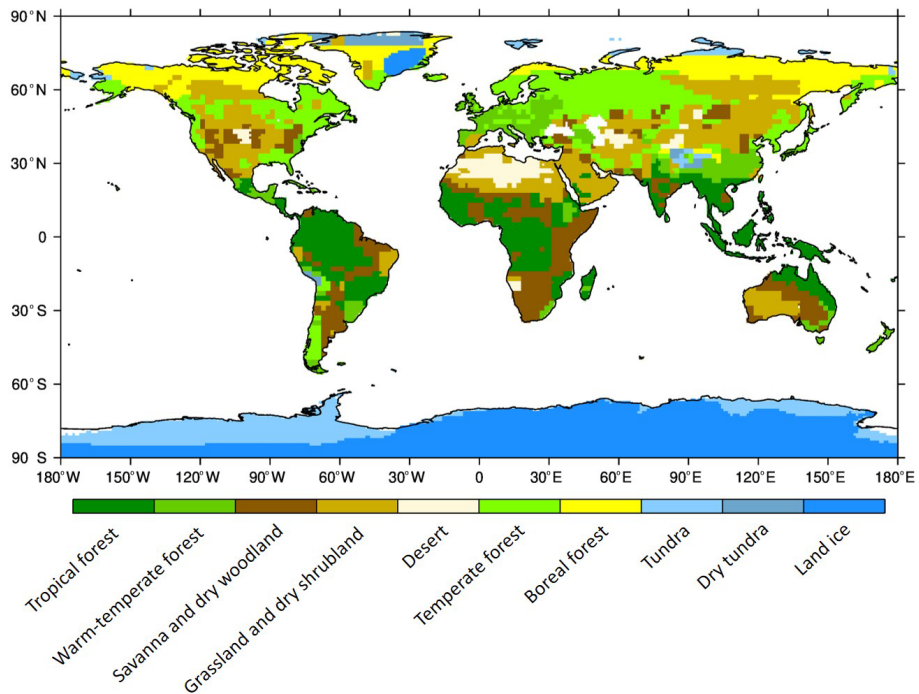 90°N
60°N
30°N
0
30°S
60°S
90 S
180°W 150°W 120°W 90°W 60°W 30°W 0 30°E 60°E 90°E 120°E 150°E 180°E
Tropical forest
Warm-temperate forest
Savanna and dry woodland
Grassland and dry shrubland
Desert
Temperate forest
Boreal forest
Tundra
Dry tundra
Land ice